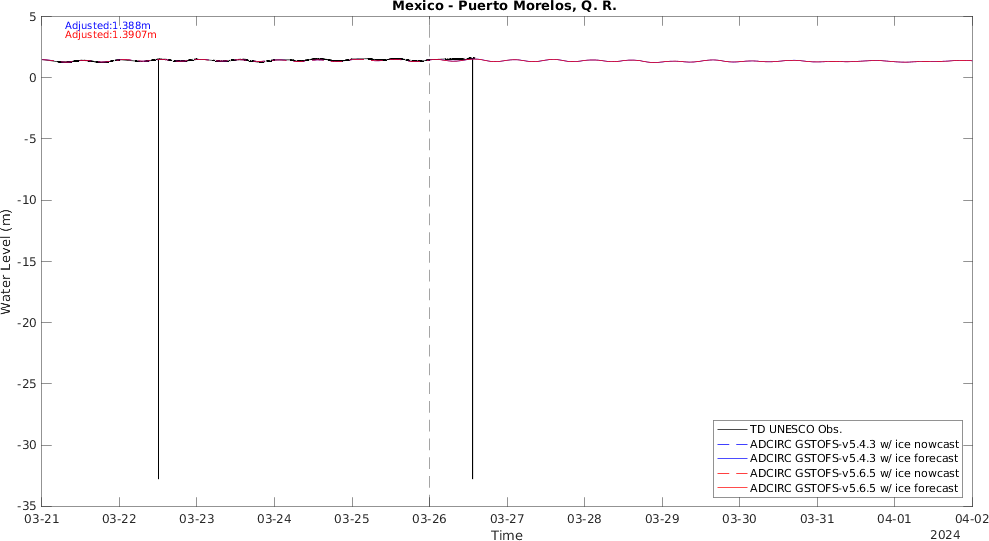 Mexico - Puerto Morelos, Q. R.
Adjusted:1.388m
Adjusted:1.3907m
Water Level (m)
5
0
-5
-10
-15
-20
-25
-30
-35
TD UNESCO Obs.
ADCIRC GSTOFS-v5.4.3 w/ ice nowcast
ADCIRC GSTOFS-v5.4.3 w/ ice forecast
ADCIRC GSTOFS-v5.6.5 w/ ice nowcast
ADCIRC GSTOFS-v5.6.5 w/ ice forecast
03-21 03-22 03-23 03-24 03-25 03-26 03-27 03-28 03-29 03-30 03-31 04-01 04-02
Time
2024